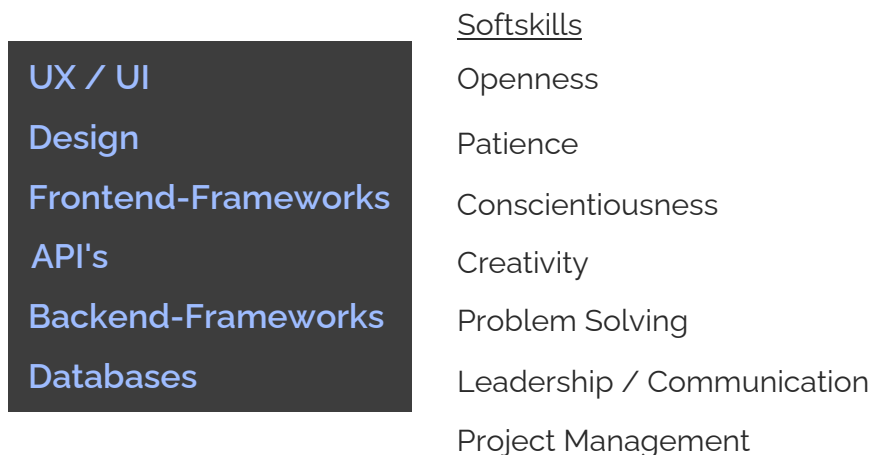 UX / UI
Design
Frontend-Frameworks
API's
Backend-Frameworks
Databases
Softskills
Openness
Patience
Conscientiousness
Creativity
Problem Solving
Leadership / Communication
Project Management